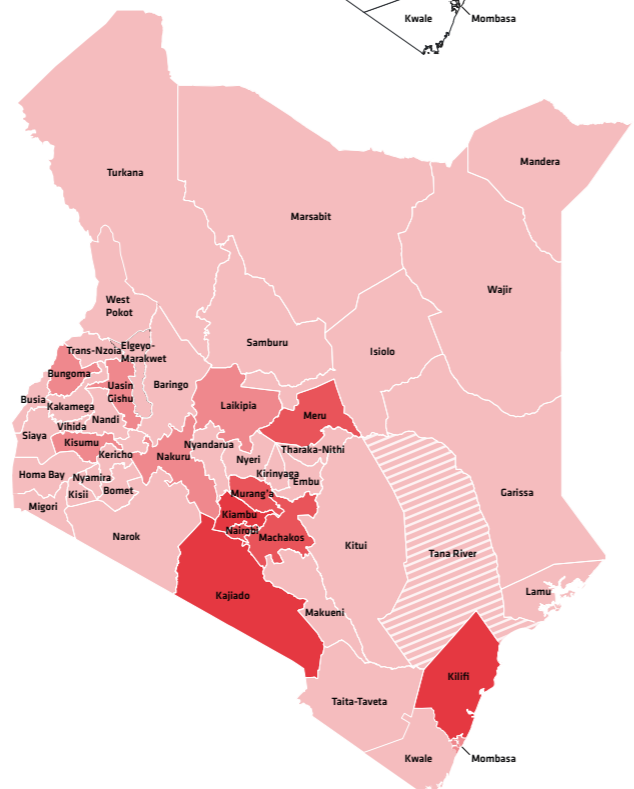 Kwale
Mombasa
Mandera
Turkana
Marsabit
Wajir
West
Pokot
Samburu
Isiolo
Trans-Nzoia
Elgeyo-
Marakwet
Bungoma
Uasin
Gishu
Baringo
Busia
Kakamega
Laikipia
Meru
Nandi
Vihida
Siaya
Kisumu
Nyandarua
Tharaka-Nithi
Kericho
Nakuru
Nyeri
Homa Bay
Nyamira
Kirinyaga
Embu
Kisii
Bomet
Murang'a
Garissa
Migori
Kiambu
Nairobi
Machakos
Narok
Kitui
Tana River
Kajiado
Lamu
Makueni
Kilifi
Taita-Taveta
Kwale
Mombasa